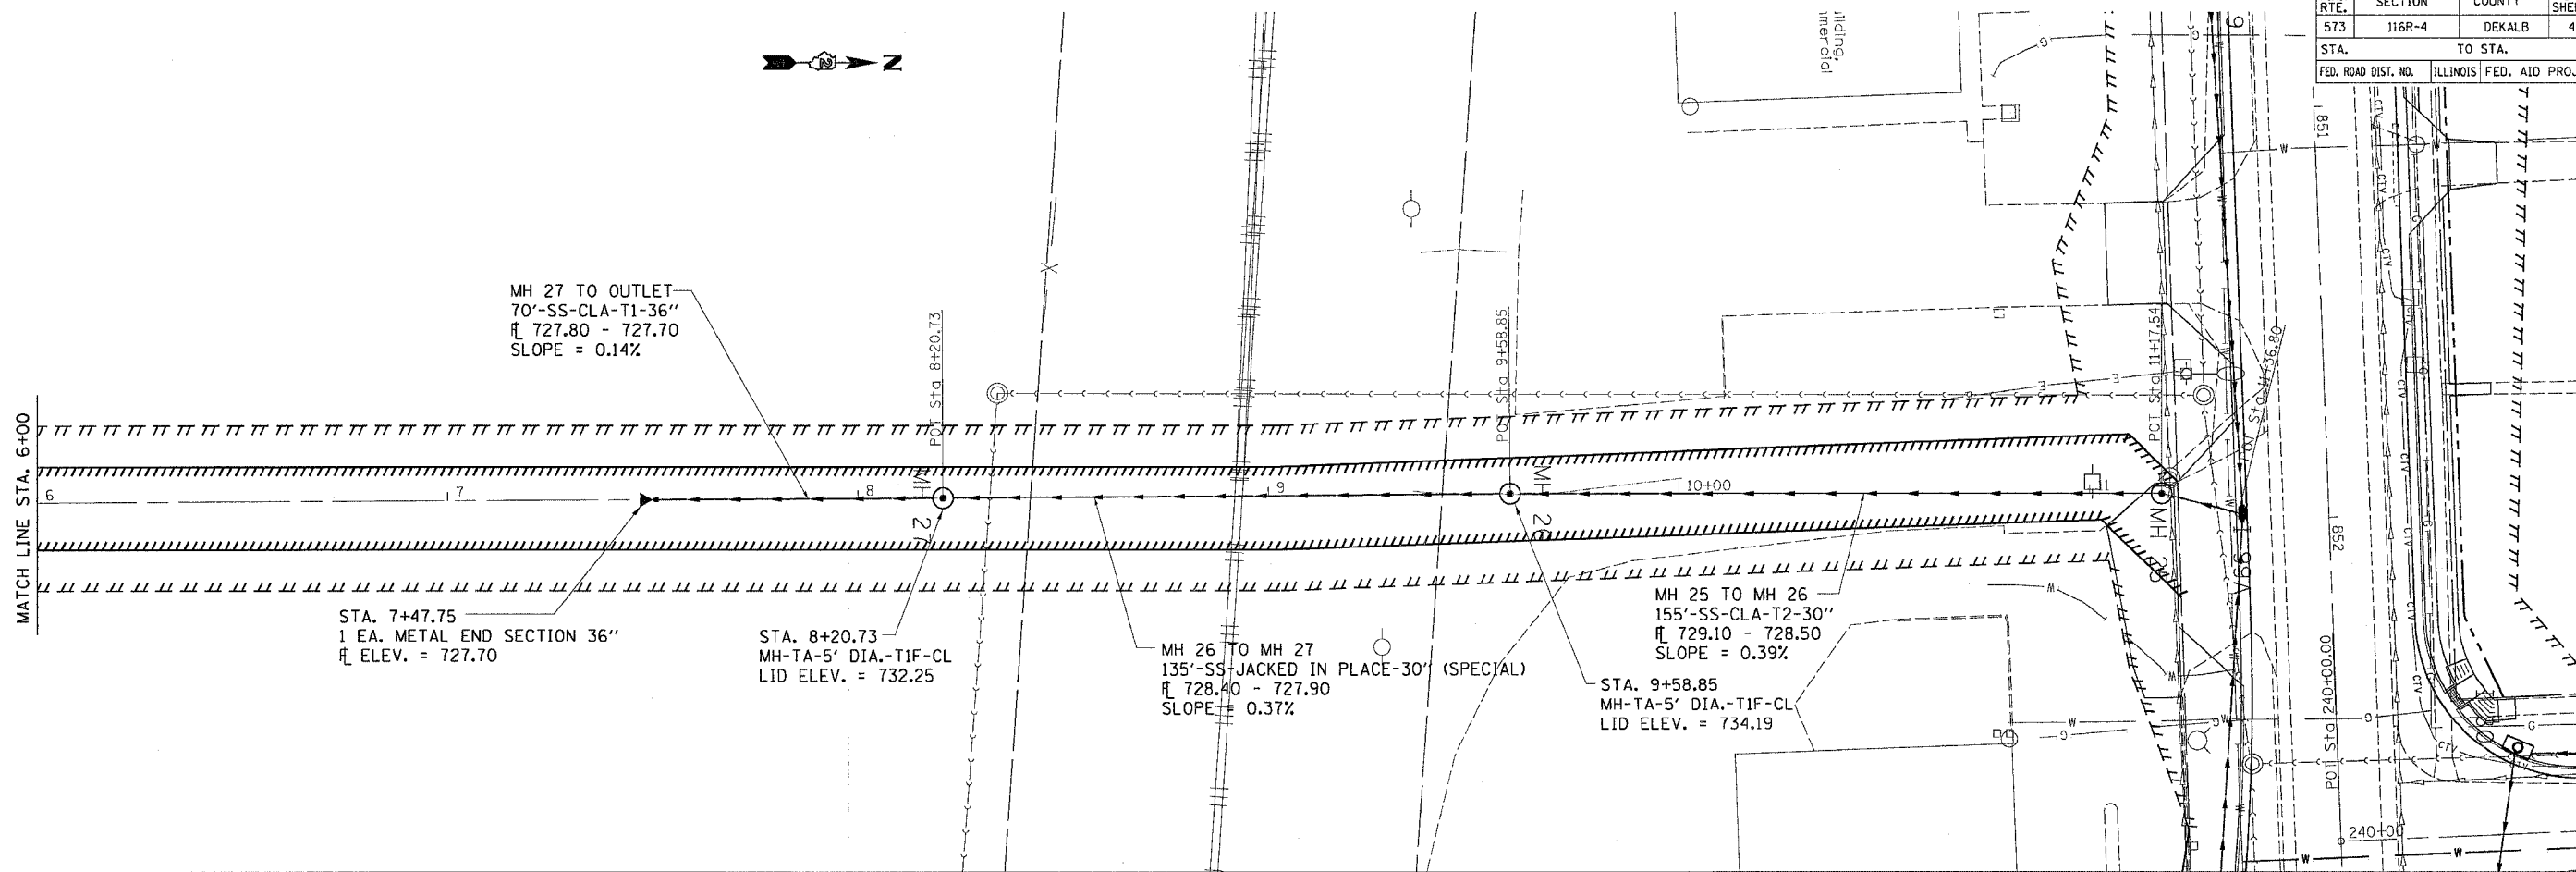 RTE. SECTION COUNTY
573 116R-4 DEKALB 4
STA. TO STA.
FED. ROAD DIST. NO. ILLINOIS FED. AID PROJ
N
851
MH 27 TO OUTLET
70'-SS-CLA-T1-36"
FL 727.80 - 727.70
SLOPE = 0.14%
POT Sta 8+20.73
POT Sta 9+58.85
POT Sta 11+17.54
MATCH LINE STA. 6+00
6
7
8
9
10+00
11
MH 27
MH 26
MH 25
99A
852
STA. 7+47.75
1 EA. METAL END SECTION 36"
FL ELEV. = 727.70
STA. 8+20.73
MH-TA-5' DIA.-T1F-CL
LID ELEV. = 732.25
MH 26 TO MH 27
135'-SS-JACKED IN PLACE-30" (SPECIAL)
FL 728.40 - 727.90
SLOPE = 0.37%
MH 25 TO MH 26
155'-SS-CLA-T2-30"
FL 729.10 - 728.50
SLOPE = 0.39%
STA. 9+58.85
MH-TA-5' DIA.-T1F-CL
LID ELEV. = 734.19
POT Sta 240+00.00
240+00